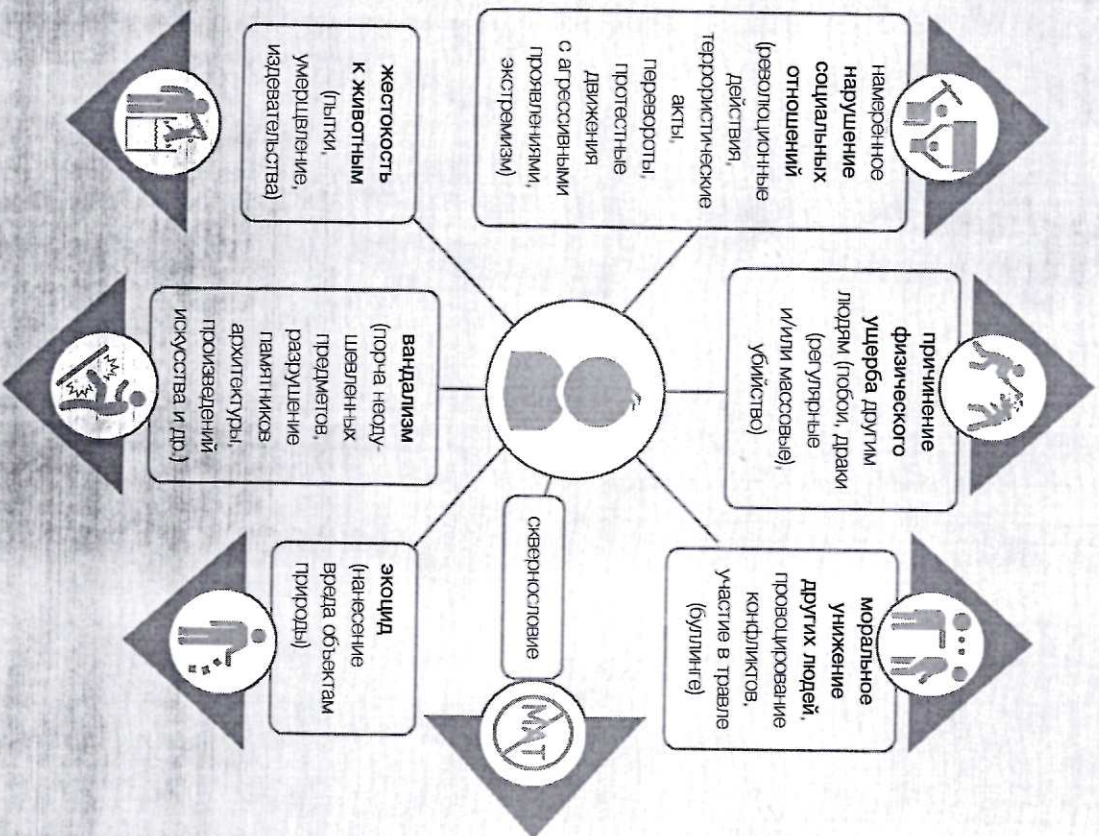 намеренное
нарушение
социальных
отношений
(революционные
действия,
террористические
акты,
перевороты,
протестные
движения
с агрессивными
проявлениями,
экстремизм)
причинение
физического
ущерба другим
людям (побои, драки
(регулярные
и/или массовые),
убийство)
моральное
унижение
других людей,
провоцирование
конфликтов,
участие в травле
(буллинге)
жестокость
к животным
(пытки,
умерщвление,
издевательства)
вандализм
(порча неоду-
шевленных
предметов,
разрушение
памятников
архитектуры,
произведений
искусства и др.)
экоцид
(нанесение
вреда объектам
природы)
сквернословие
МАТ